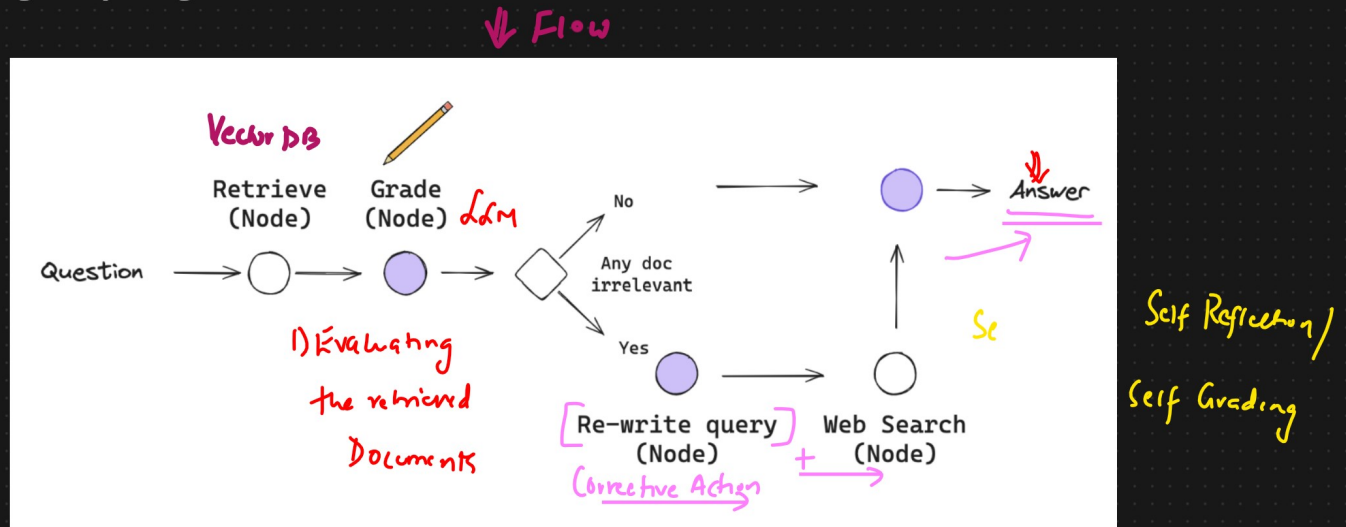 Flow
Vector DB
Retrieve
(Node)
Grade
(Node)
LLM
Question
No
Any doc
irrelevant
Yes
Answer
1) Evaluating
the retrieved
Documents
Re-write query
(Node)
Corrective Action
+
Web Search
(Node)
Se
Self Reflection/
Self Grading